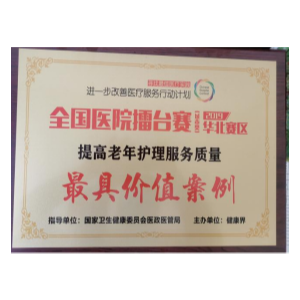 进一步改善医疗服务行动计划
全国医院擂台赛 2019 华北赛区
提高老年护理服务质量
最具价值案例
指导单位：国家卫生健康委员会医政医管局 主办单位：健康界